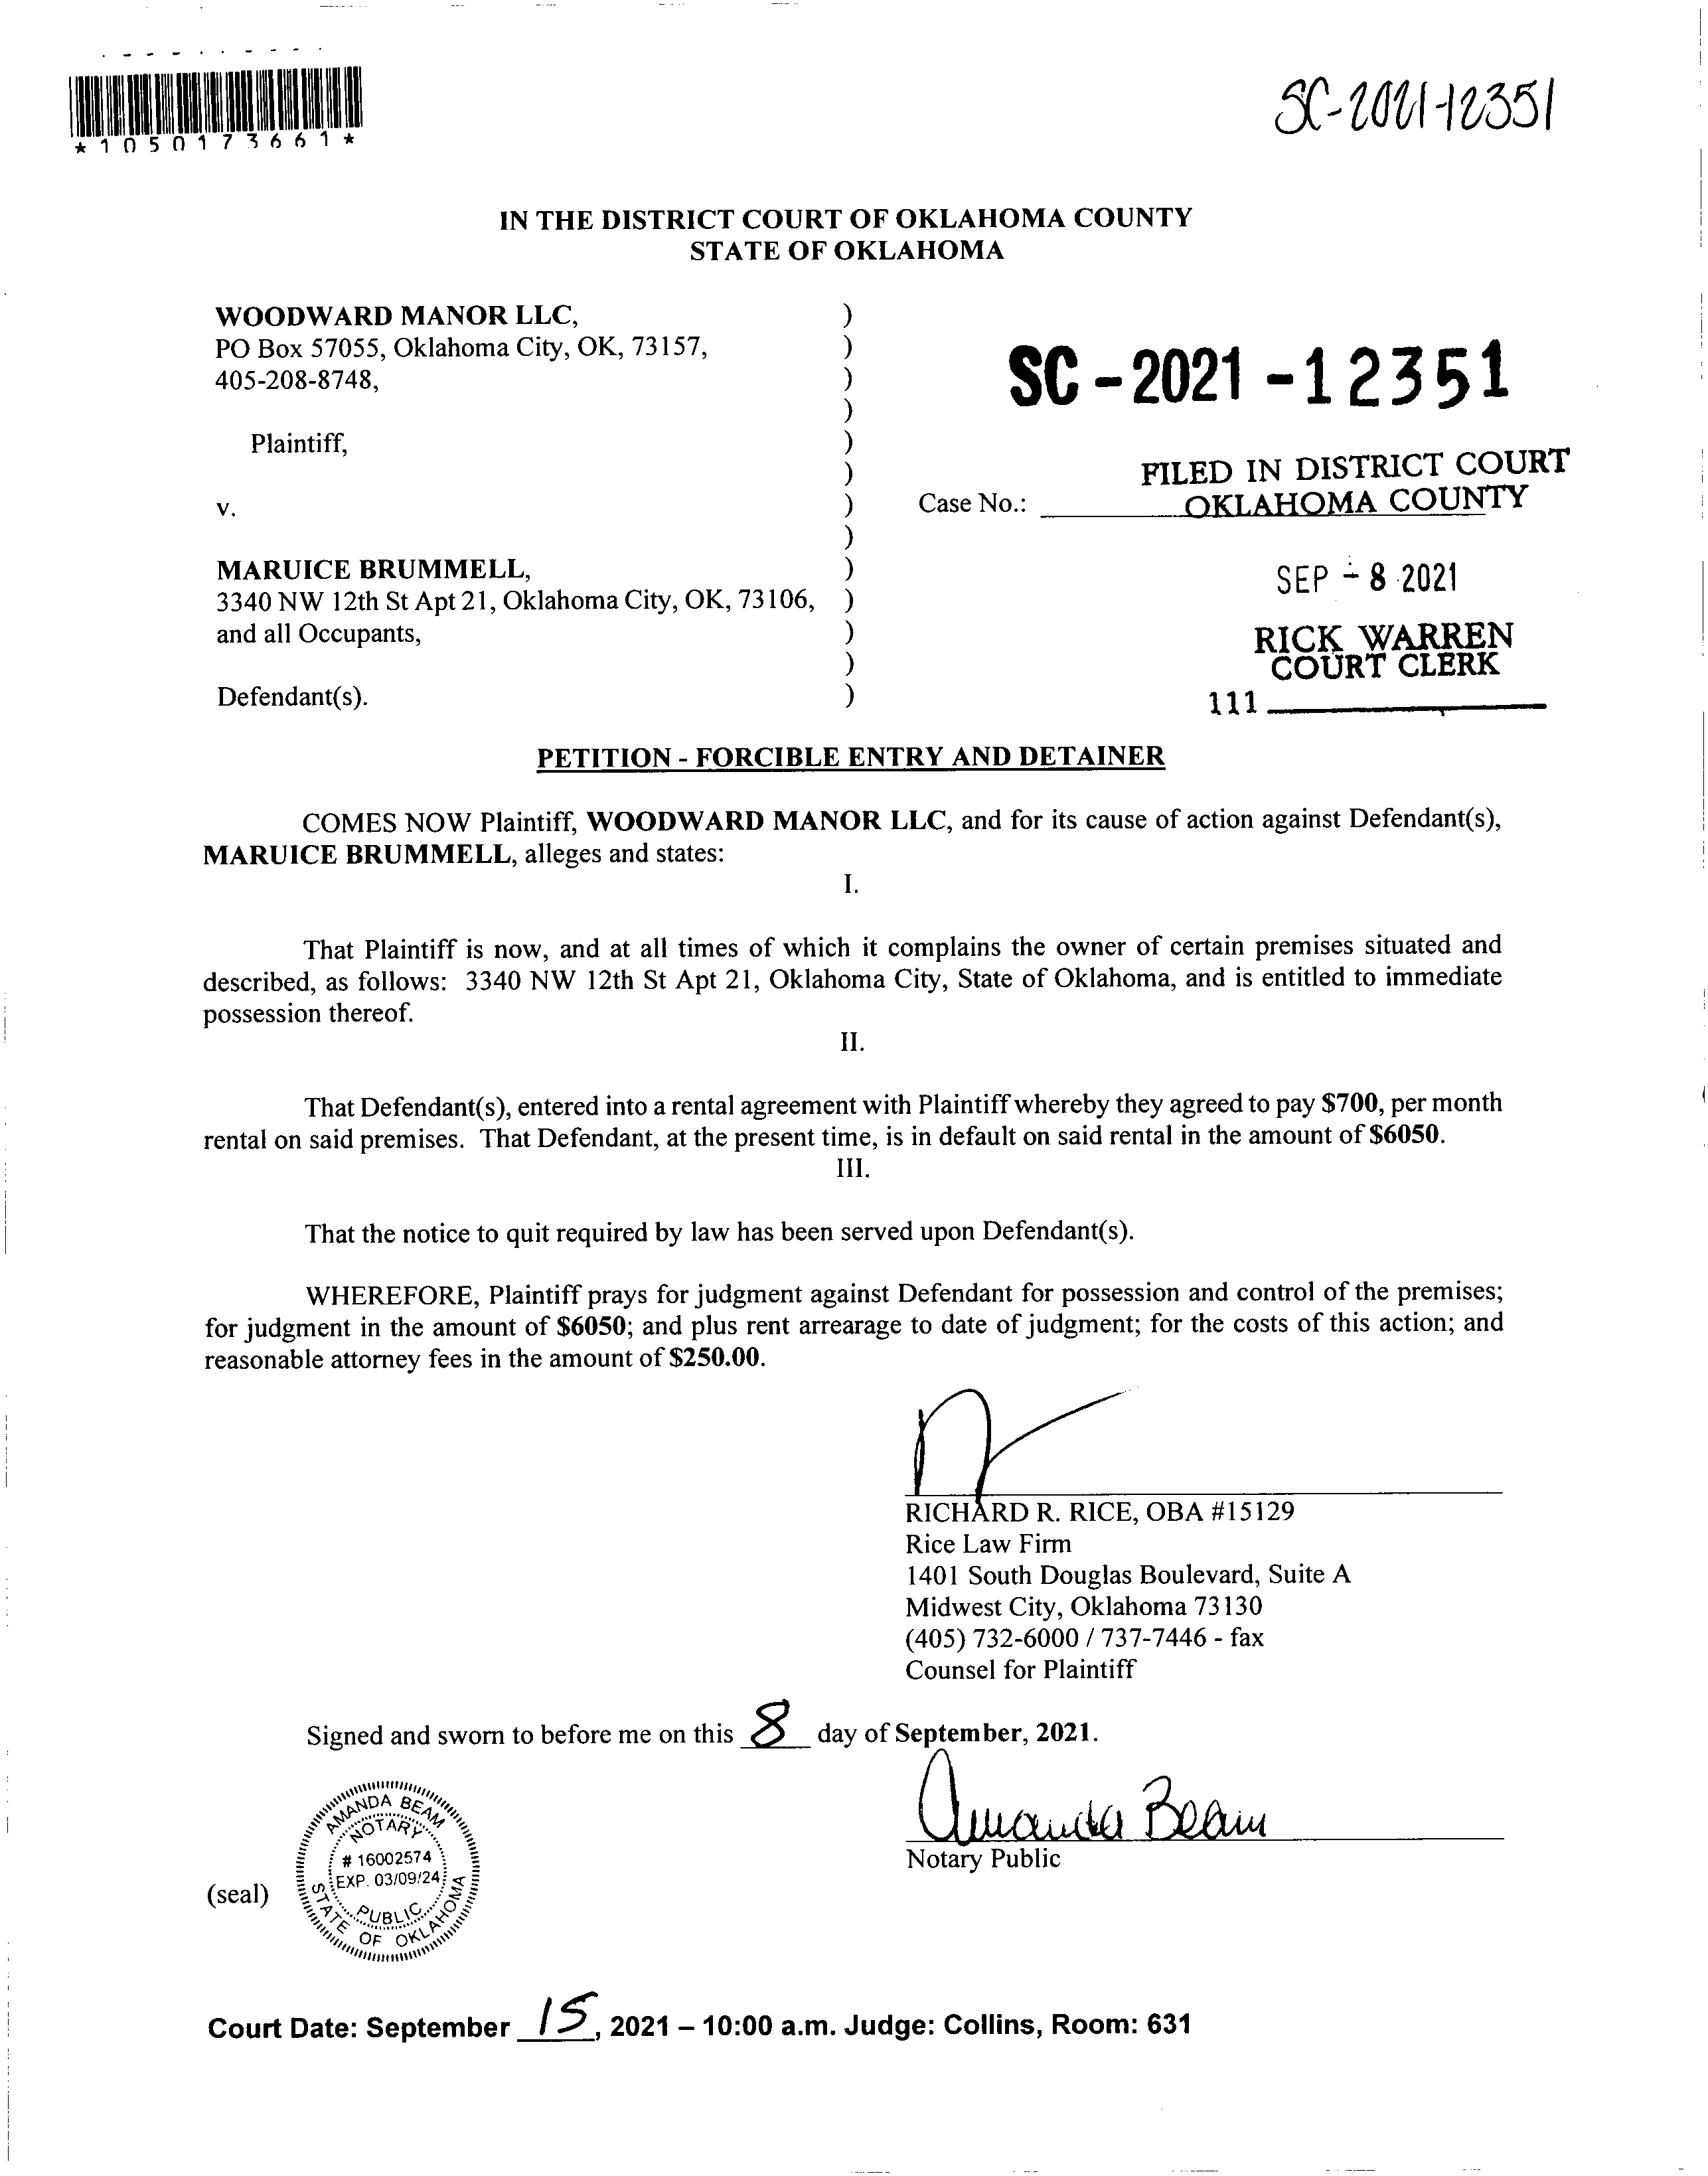 *1050173661*
SC-2021-12351
IN THE DISTRICT COURT OF OKLAHOMA COUNTY
STATE OF OKLAHOMA
WOODWARD MANOR LLC, )
PO Box 57055, Oklahoma City, OK, 73157, )
405-208-8748, )
)
Plaintiff, )
)
v. )
)
MARUICE BRUMMELL, )
3340 NW 12th St Apt 21, Oklahoma City, OK, 73106, )
and all Occupants, )
)
Defendant(s). )
SC-2021-12351
FILED IN DISTRICT COURT
Case No.: OKLAHOMA COUNTY
SEP - 8 2021
RICK WARREN
COURT CLERK
111
PETITION - FORCIBLE ENTRY AND DETAINER
COMES NOW Plaintiff, WOODWARD MANOR LLC, and for its cause of action against Defendant(s),
MARUICE BRUMMELL, alleges and states:
I.
That Plaintiff is now, and at all times of which it complains the owner of certain premises situated and
described, as follows: 3340 NW 12th St Apt 21, Oklahoma City, State of Oklahoma, and is entitled to immediate
possession thereof.
II.
That Defendant(s), entered into a rental agreement with Plaintiff whereby they agreed to pay $700, per month
rental on said premises. That Defendant, at the present time, is in default on said rental in the amount of $6050.
III.
That the notice to quit required by law has been served upon Defendant(s).
WHEREFORE, Plaintiff prays for judgment against Defendant for possession and control of the premises;
for judgment in the amount of $6050; and plus rent arrearage to date of judgment; for the costs of this action; and
reasonable attorney fees in the amount of $250.00.
RICHARD R. RICE, OBA #15129
Rice Law Firm
1401 South Douglas Boulevard, Suite A
Midwest City, Oklahoma 73130
(405) 732-6000 / 737-7446 - fax
Counsel for Plaintiff
Signed and sworn to before me on this 8 day of September, 2021.
Amanda Beam
Notary Public
(seal)
AMANDA BEAM
NOTARY
# 16002574
EXP. 03/09/24
PUBLIC
STATE OF OKLAHOMA
Court Date: September 15, 2021 – 10:00 a.m. Judge: Collins, Room: 631